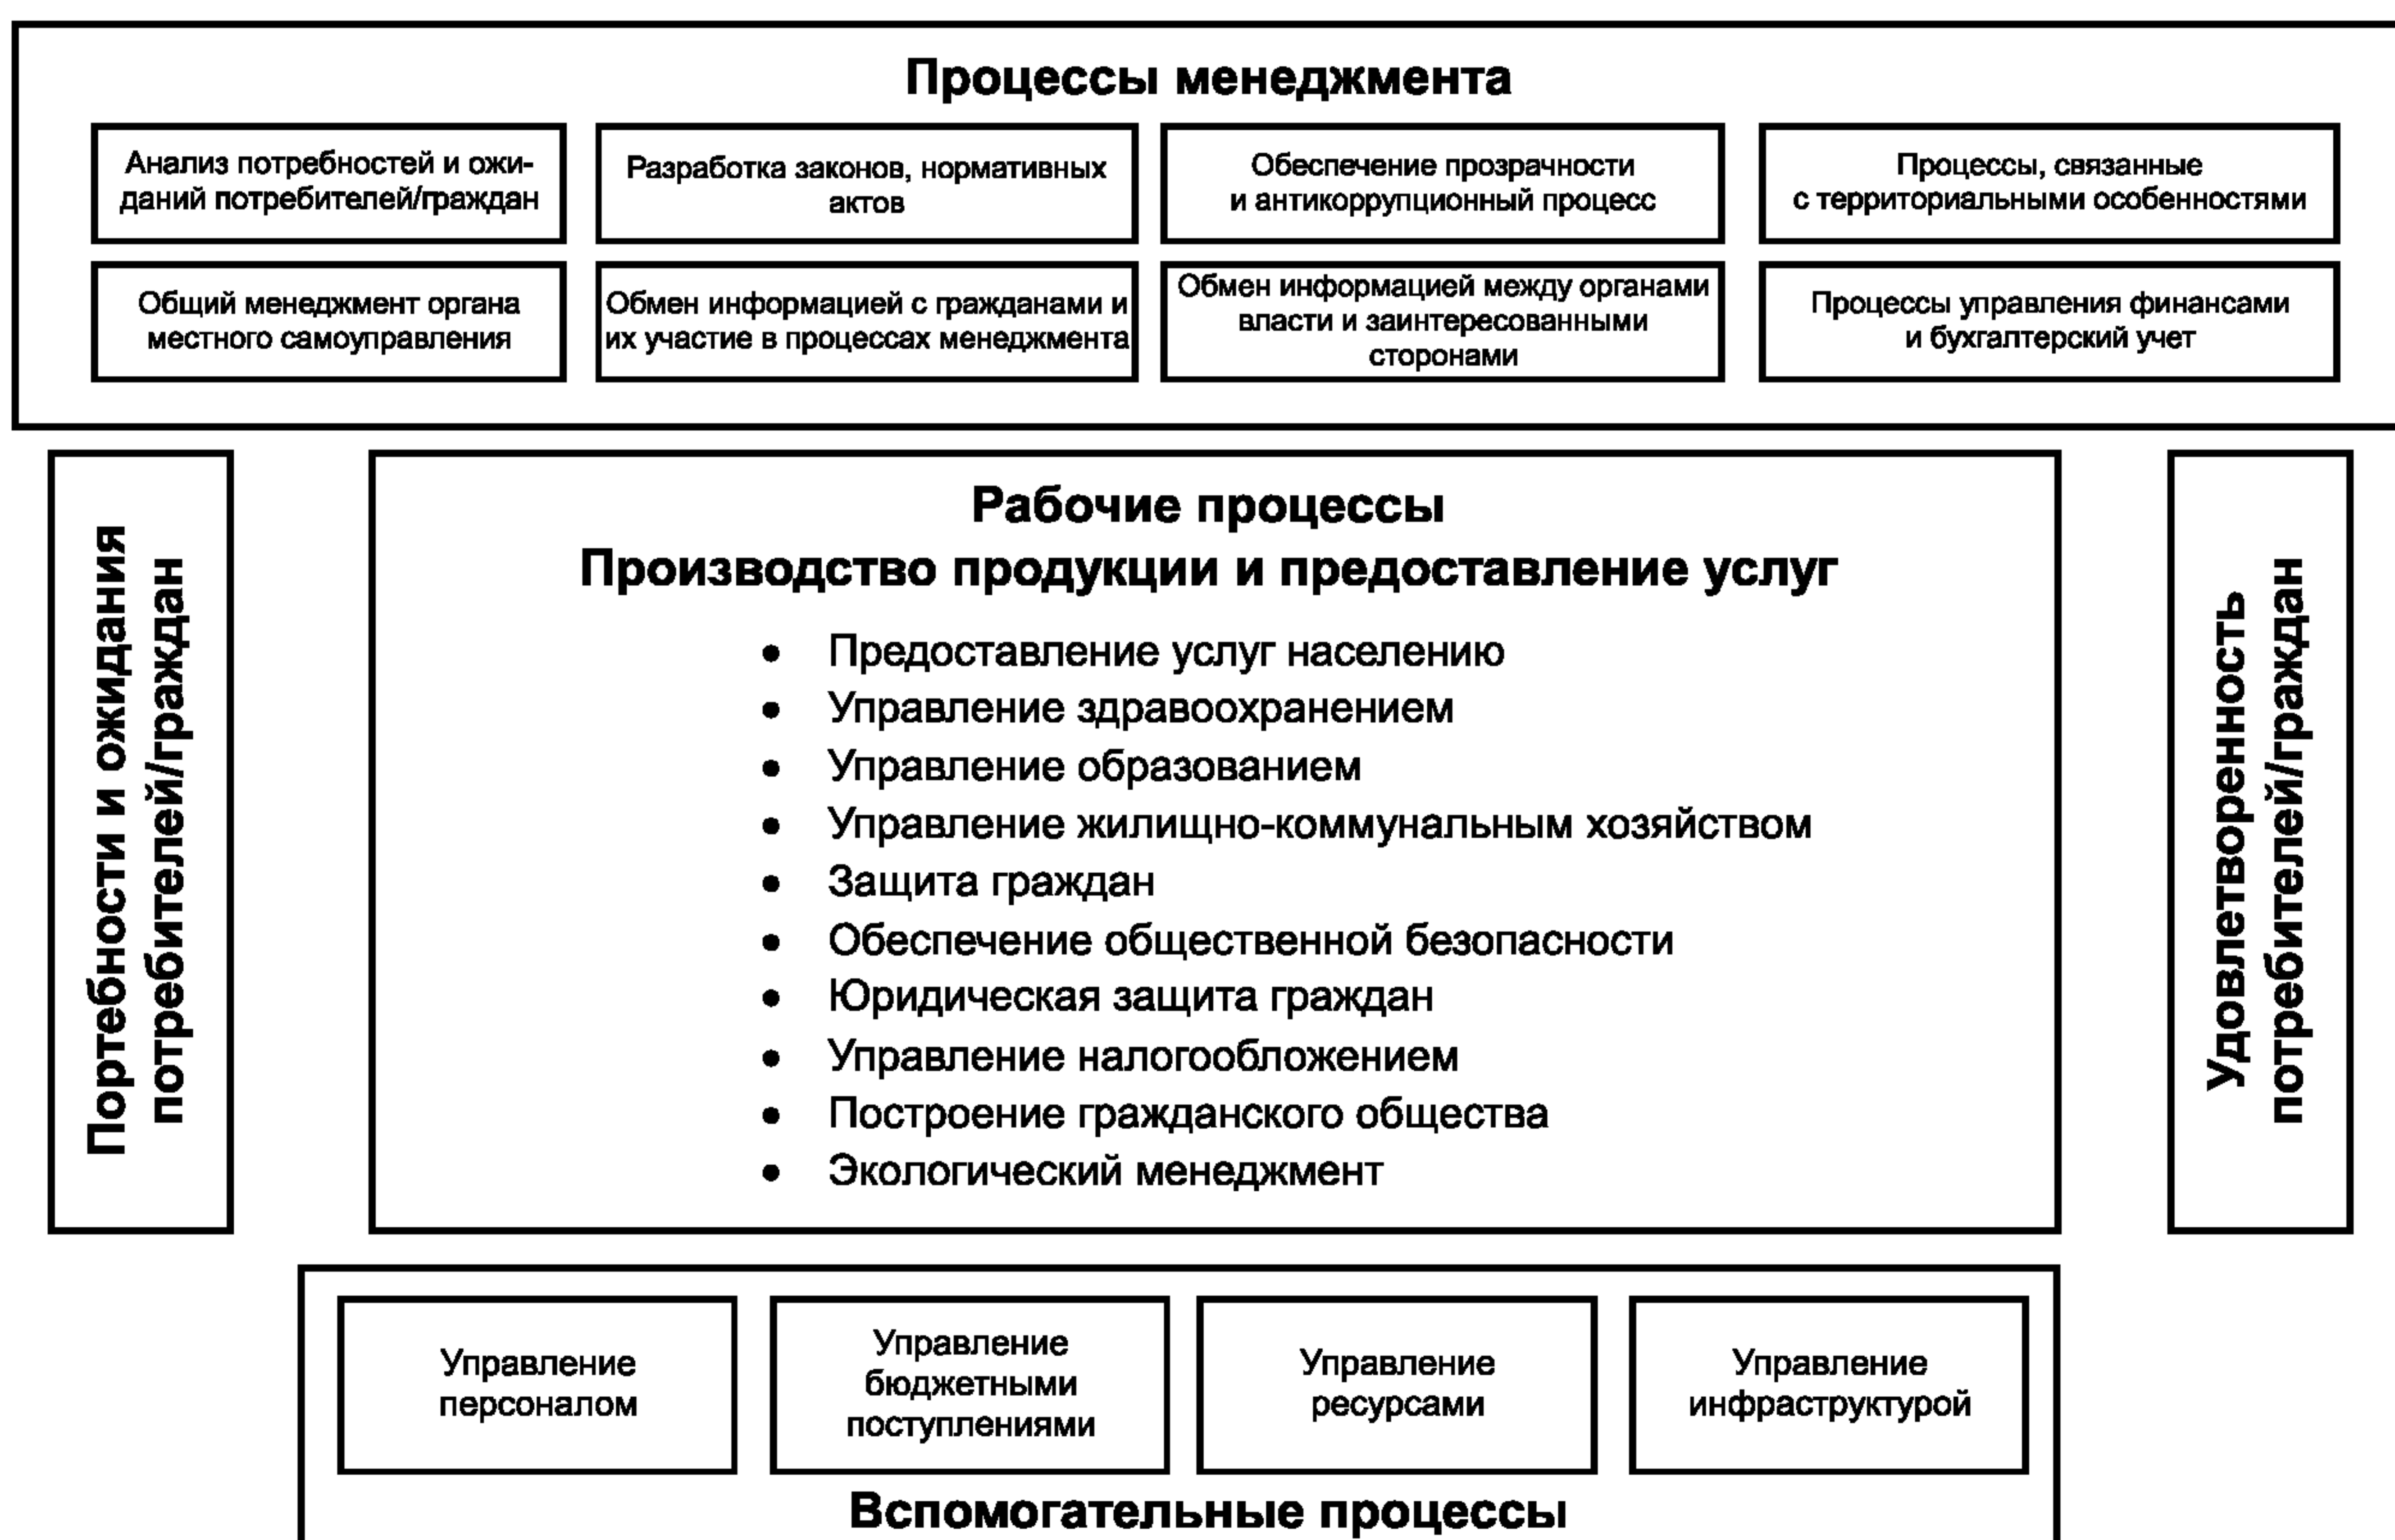 Процессы менеджмента
Анализ потребностей и ожи-
даний потребителей/граждан
Разработка законов, нормативных
актов
Обеспечение прозрачности
и антикоррупционный процесс
Процессы, связанные
с территориальными особенностями
Общий менеджмент органа
местного самоуправления
Обмен информацией с гражданами и
их участие в процессах менеджмента
Обмен информацией между органами
власти и заинтересованными
сторонами
Процессы управления финансами
и бухгалтерский учет
Портебности и ожидания
потребителей/граждан
Рабочие процессы
Производство продукции и предоставление услуг
• Предоставление услуг населению
• Управление здравоохранением
• Управление образованием
• Управление жилищно-коммунальным хозяйством
• Защита граждан
• Обеспечение общественной безопасности
• Юридическая защита граждан
• Управление налогообложением
• Построение гражданского общества
• Экологический менеджмент
Удовлетворенность
потребителей/граждан
Управление
персоналом
Управление
бюджетными
поступлениями
Управление
ресурсами
Управление
инфраструктурой
Вспомогательные процессы